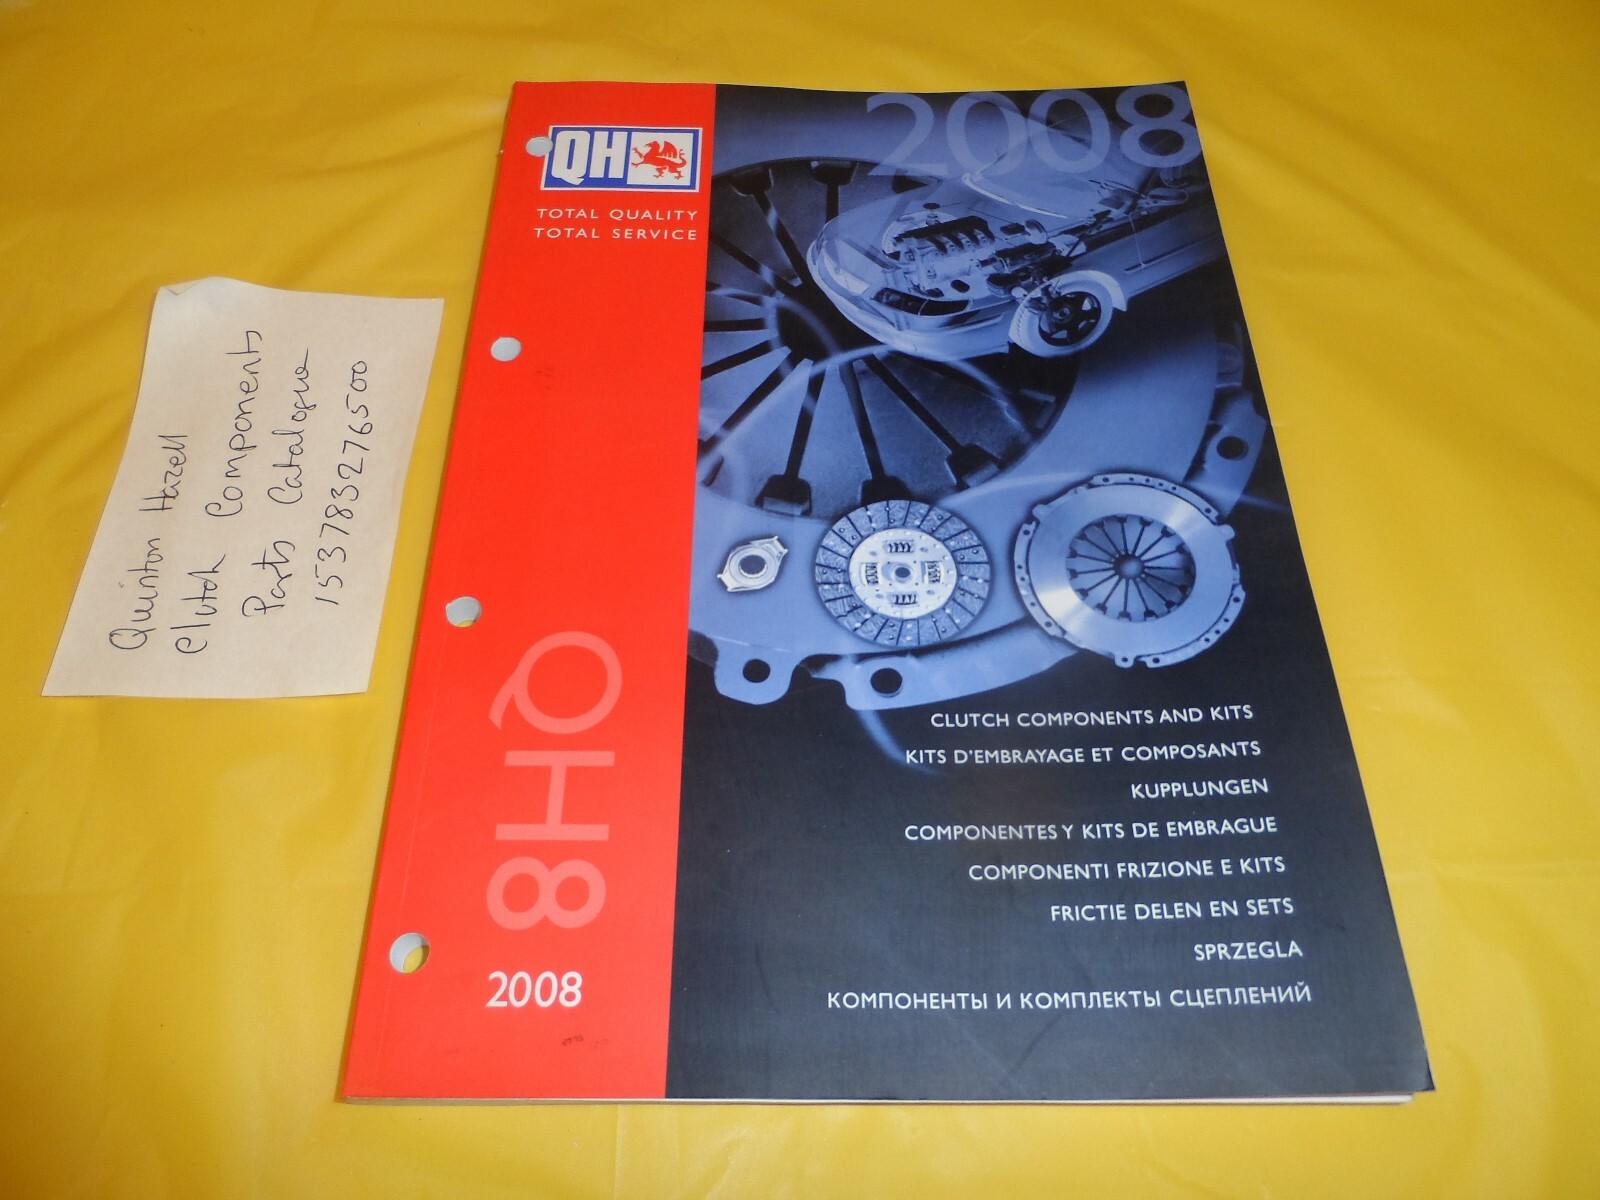 Quinton Hazell
Clutch Components
Parts Catalogue
153783276500
QH
TOTAL QUALITY
TOTAL SERVICE
2008
8HQ
2008
CLUTCH COMPONENTS AND KITS
KITS D'EMBRAYAGE ET COMPOSANTS
KUPPLUNGEN
COMPONENTES Y KITS DE EMBRAGUE
COMPONENTI FRIZIONE E KITS
FRICTIE DELEN EN SETS
SPRZEGLA
КОМПОНЕНТЫ И КОМПЛЕКТЫ СЦЕПЛЕНИЙ